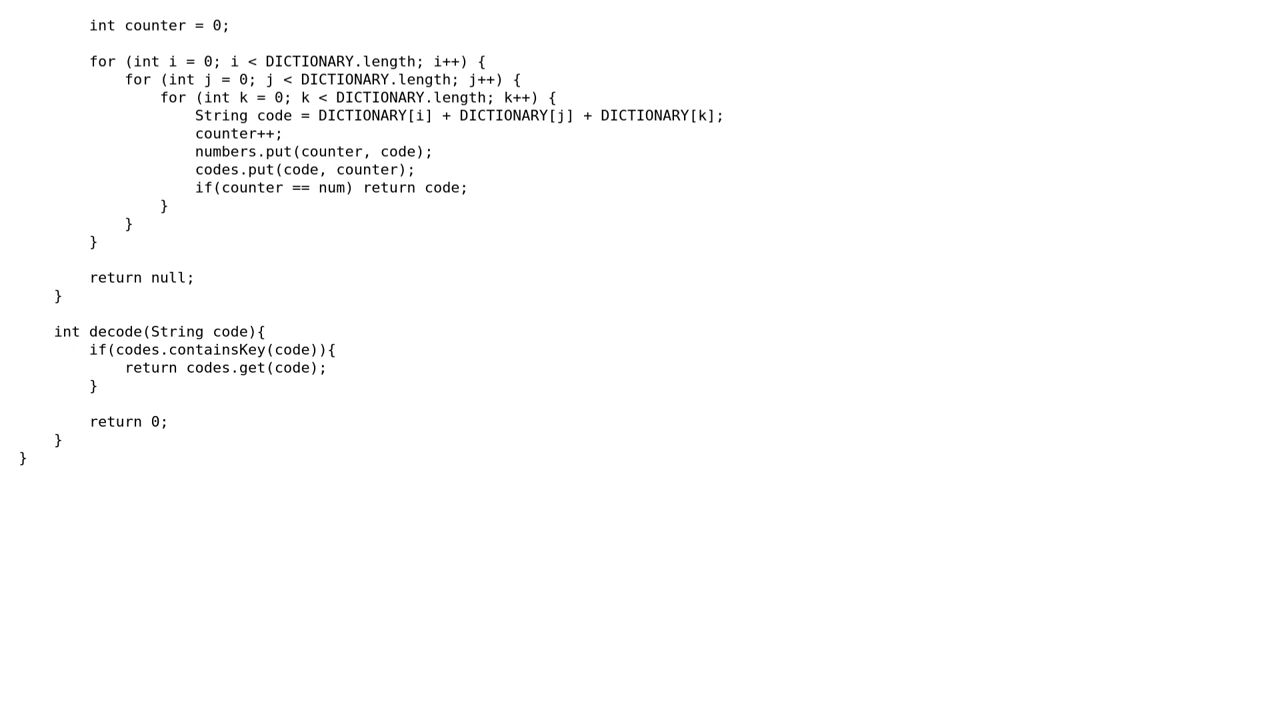 int counter = 0;
for (int i = 0; i < DICTIONARY.length; i++) {
for (int j = 0; j < DICTIONARY.length; j++) {
for (int k = 0; k < DICTIONARY.length; k++) {
String code = DICTIONARY[i] + DICTIONARY[j] + DICTIONARY[k];
counter++;
numbers.put(counter, code);
codes.put(code, counter);
if(counter == num) return code;
}
}
}
return null;
}
int decode(String code){
if(codes.containsKey(code)){
return codes.get(code);
}
return 0;
}
}